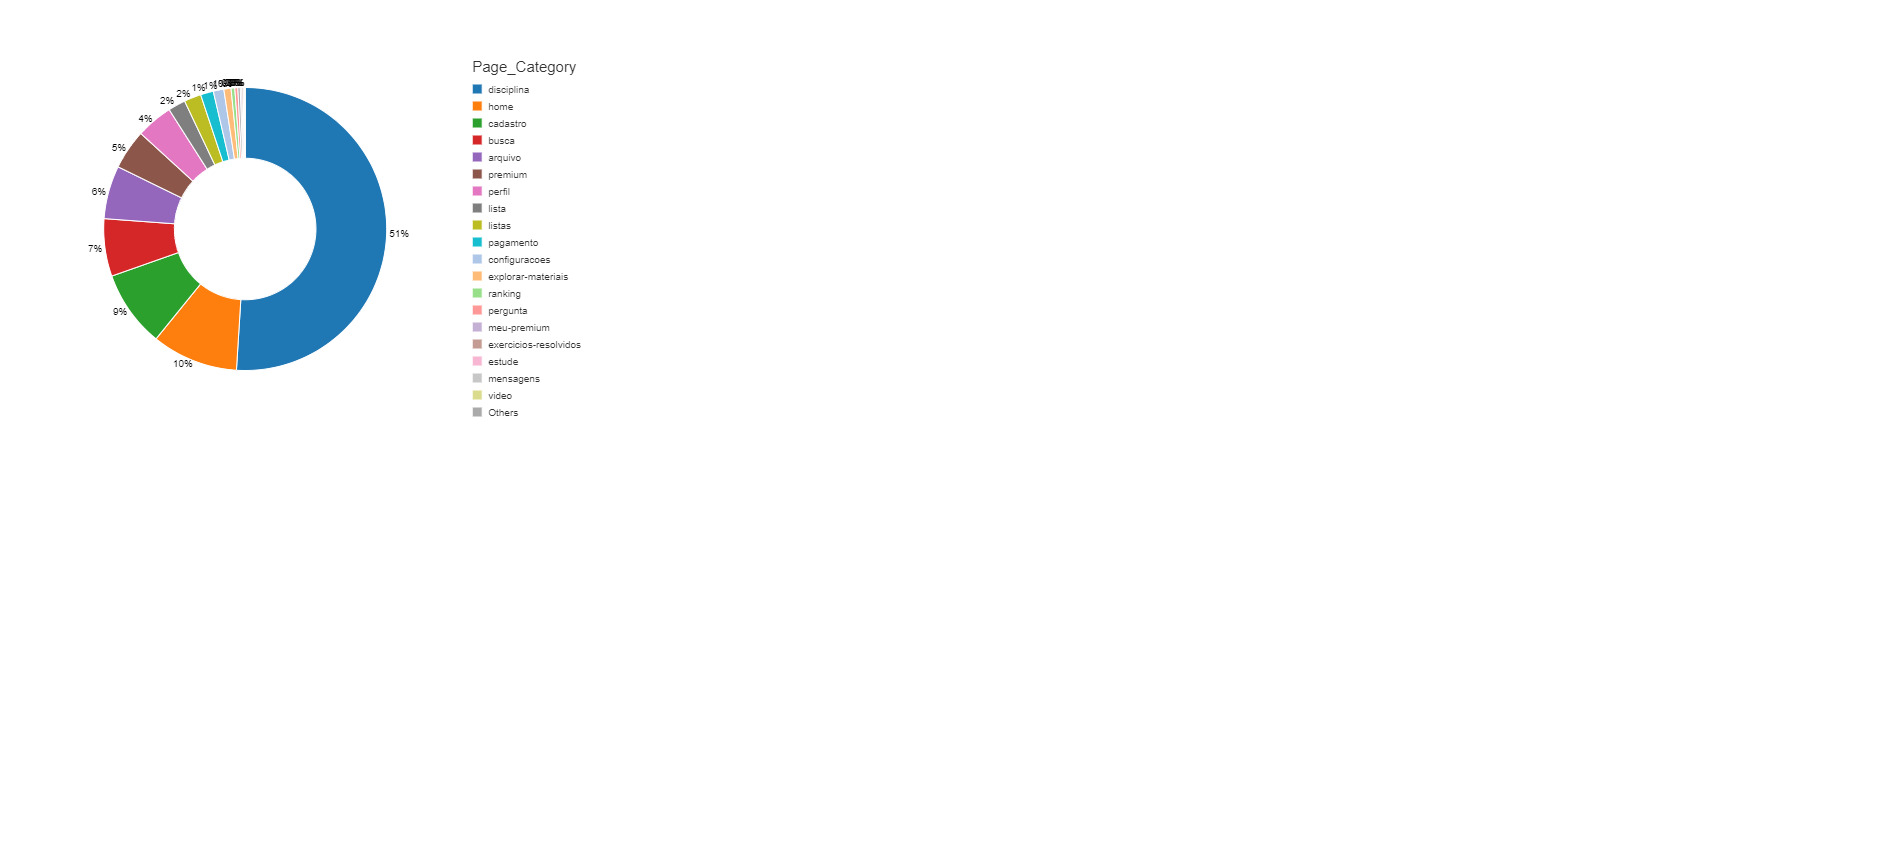 Page_Category
disciplina
home
cadastro
busca
arquivo
premium
perfil
lista
listas
pagamento
configuracoes
explorar-materiais
ranking
pergunta
meu-premium
exercicios-resolvidos
estude
mensagens
video
Others
51%
10%
9%
7%
6%
5%
4%
2%
2%
1%
1%